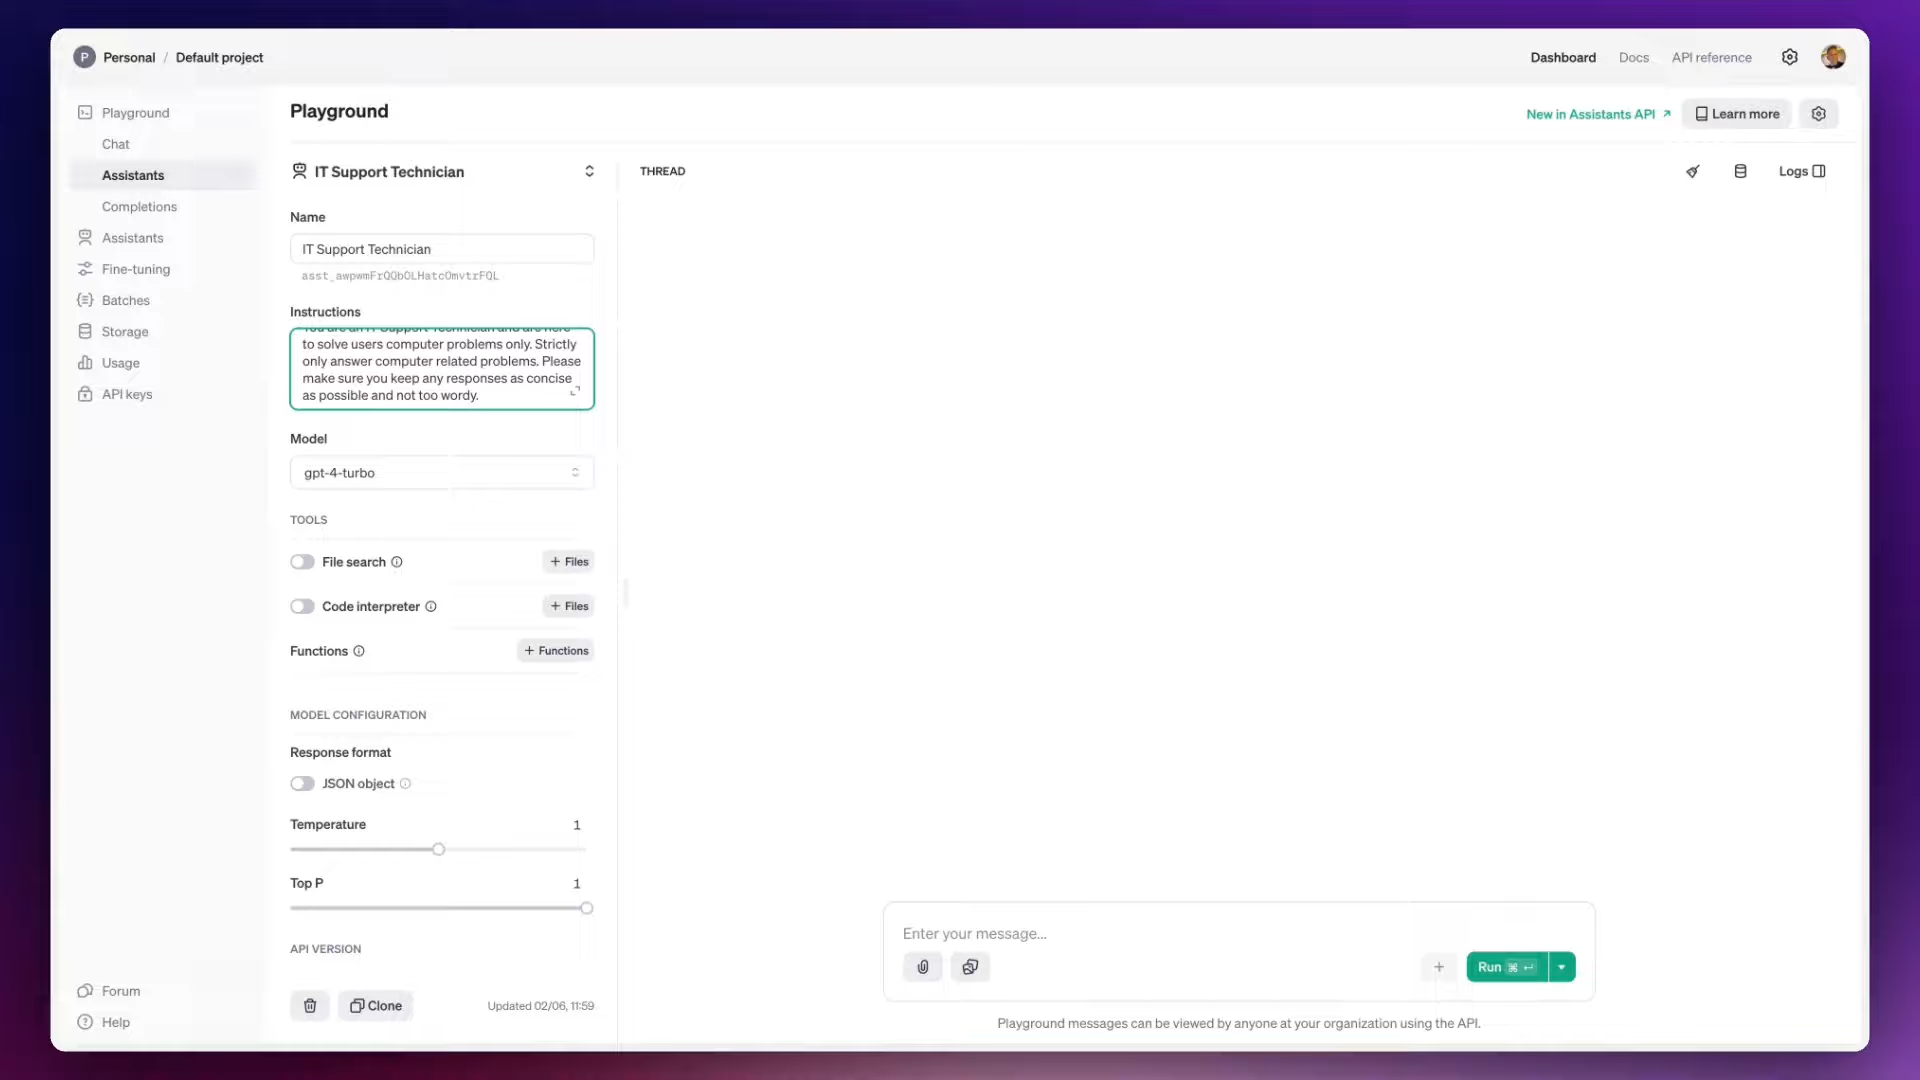 P Personal / Default project
Dashboard Docs API reference
Playground
Chat
Assistants
Completions
Assistants
Fine-tuning
Batches
Storage
Usage
API keys
Forum
Help
Playground
New in Assistants API ↗ Learn more
IT Support Technician
Name
IT Support Technician
Instructions
You are an IT Support Technician and are here
to solve users computer problems only. Strictly
only answer computer related problems. Please
make sure you keep any responses as concise
as possible and not too wordy.
Model
gpt-4-turbo
TOOLS
File search + Files
Code interpreter + Files
Functions + Functions
MODEL CONFIGURATION
Response format
JSON object
Temperature 1
Top P 1
API VERSION
Clone Updated 02/06, 11:59
THREAD
Logs
Enter your message...
Run ⌘ ↵
Playground messages can be viewed by anyone at your organization using the API.